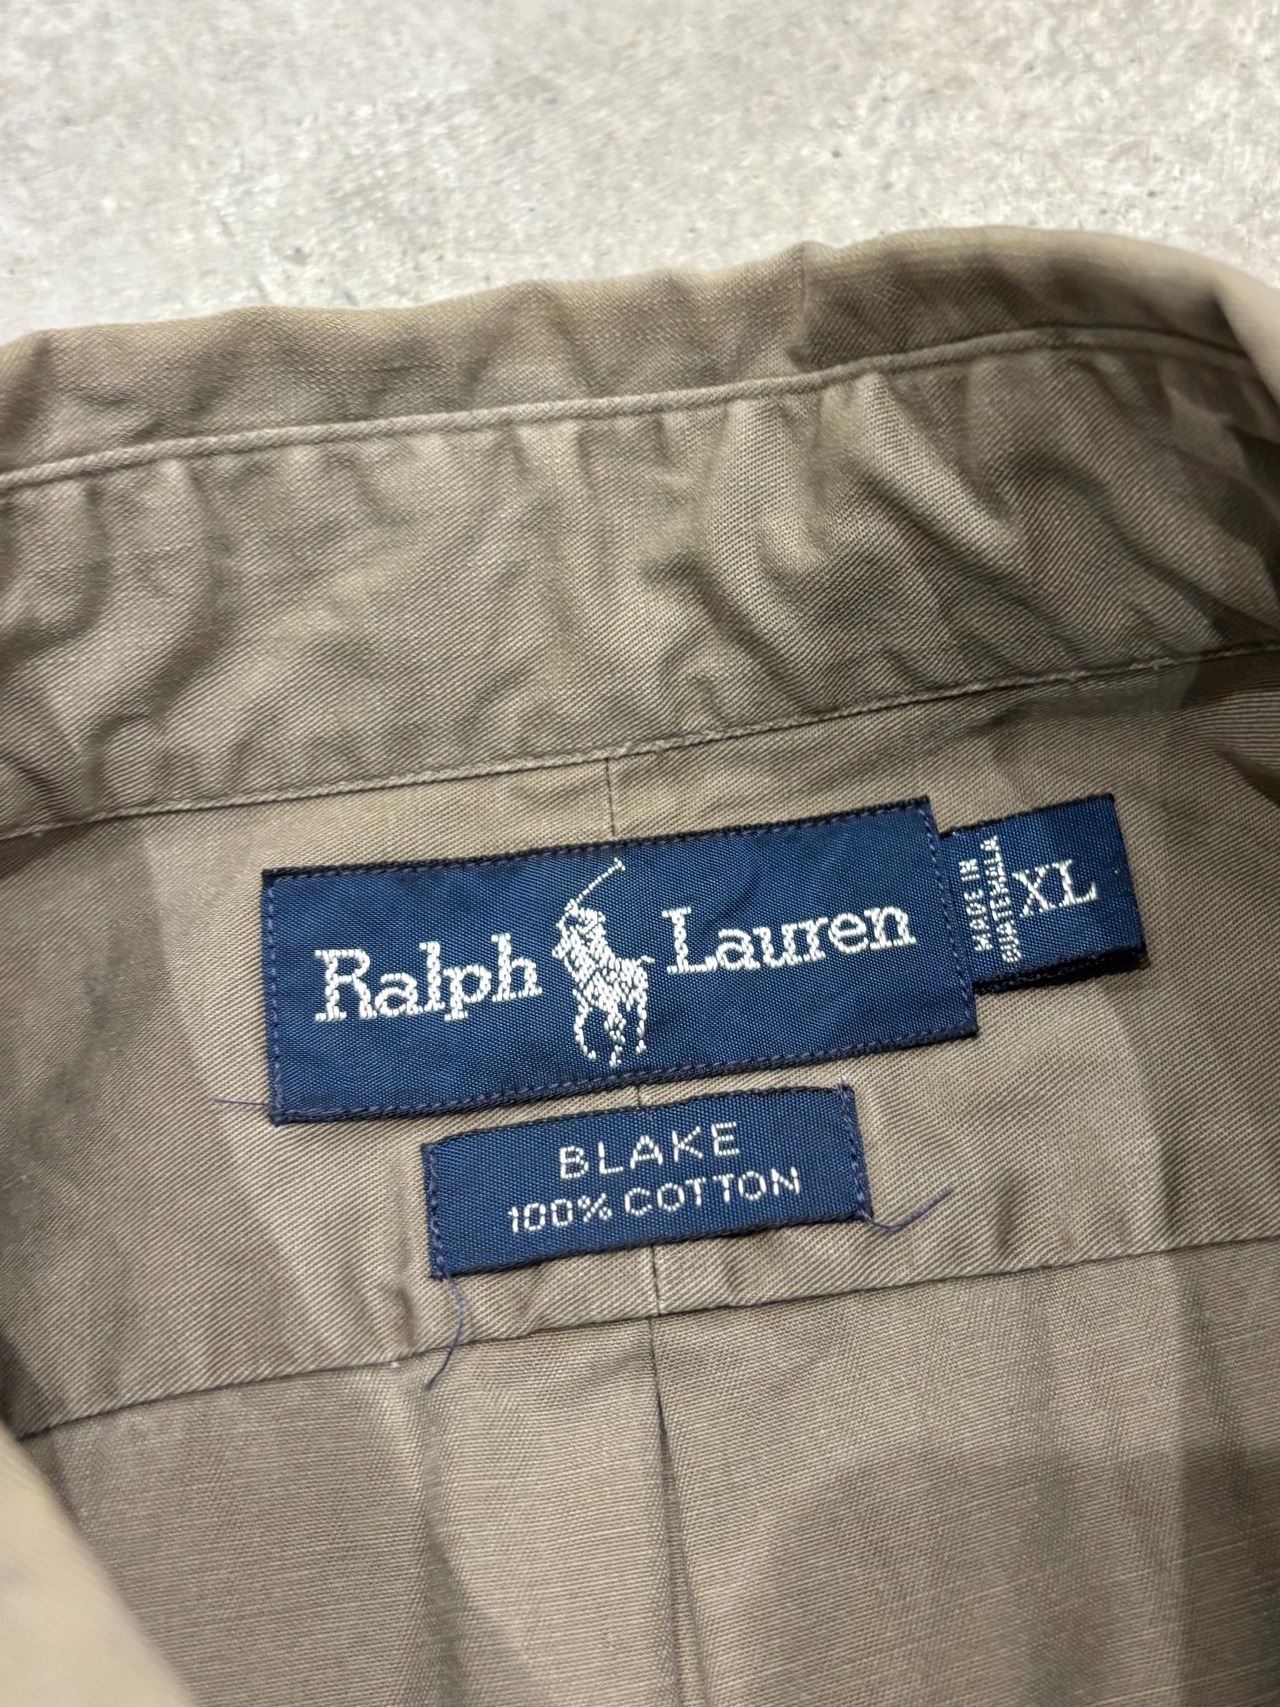 Ralph Lauren
MADE IN
GUATEMALA
XL
BLAKE
100% COTTON